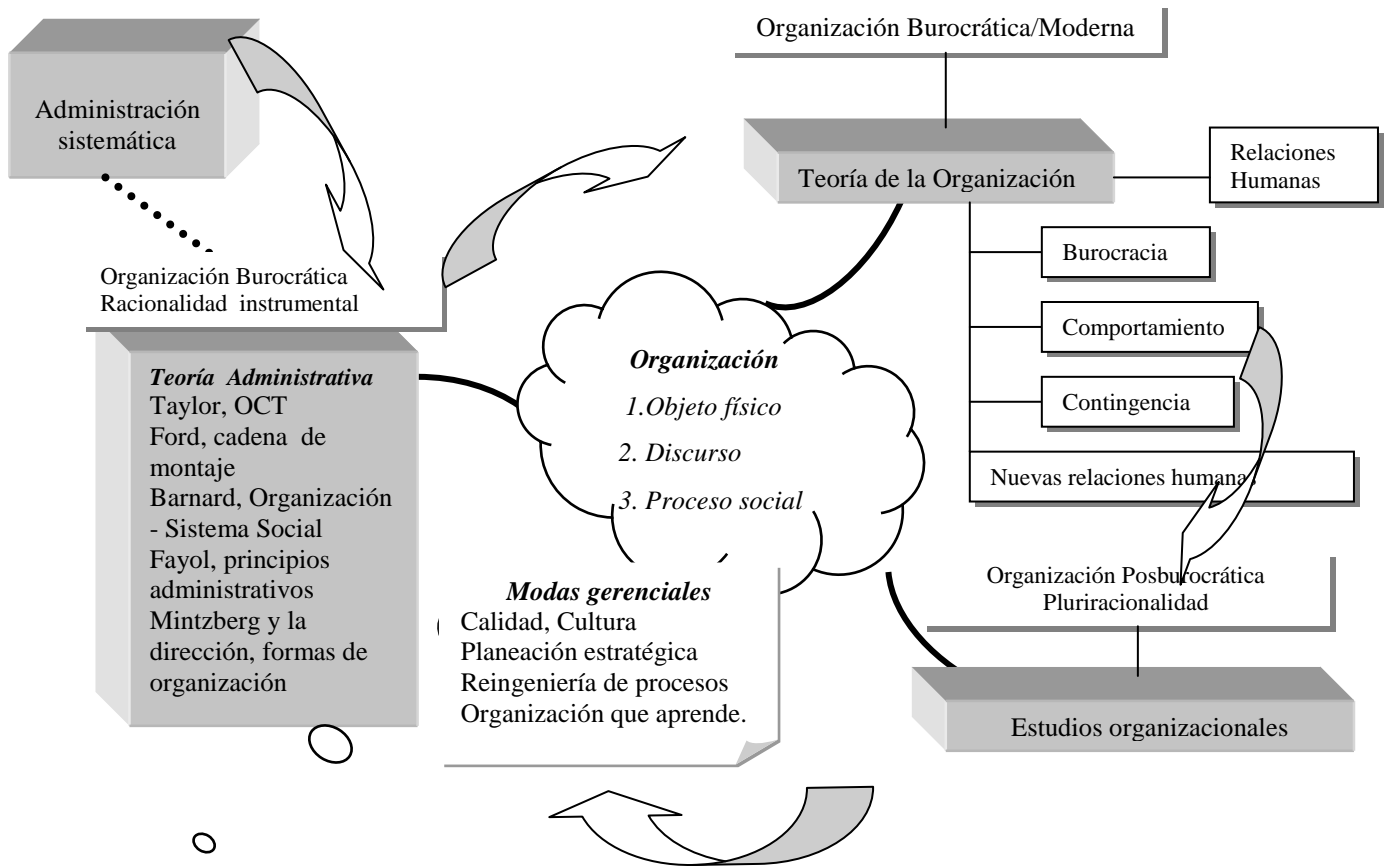 Organización Burocrática/Moderna
Administración
sistemática
Teoría de la Organización
Relaciones
Humanas
Burocracia
Comportamiento
Contingencia
Nuevas relaciones humanas
Organización Burocrática
Racionalidad instrumental
Teoría Administrativa
Taylor, OCT
Ford, cadena de
montaje
Barnard, Organización
- Sistema Social
Fayol, principios
administrativos
Mintzberg y la
dirección, formas de
organización
Organización
1.Objeto físico
2. Discurso
3. Proceso social
Modas gerenciales
Calidad, Cultura
Planeación estratégica
Reingeniería de procesos
Organización que aprende.
Organización Posburocrática
Pluriracionalidad
Estudios organizacionales